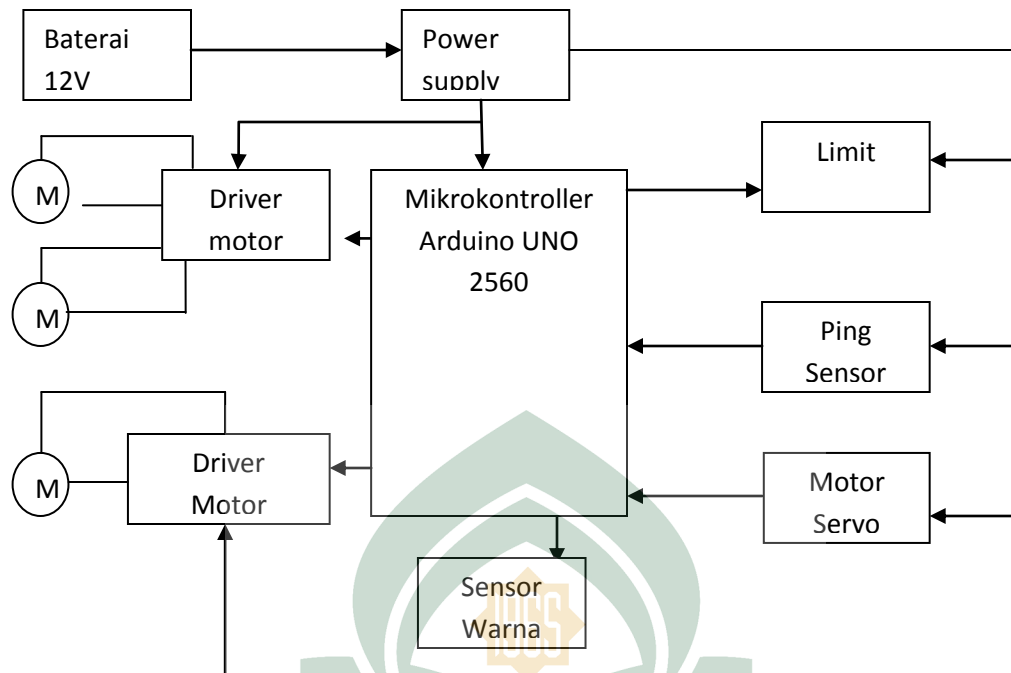 Baterai
12V
Power
supply
Limit
M
Driver
motor
Mikrokontroller
Arduino UNO
2560
M
Ping
Sensor
M
Driver
Motor
Motor
Servo
Sensor
Warna